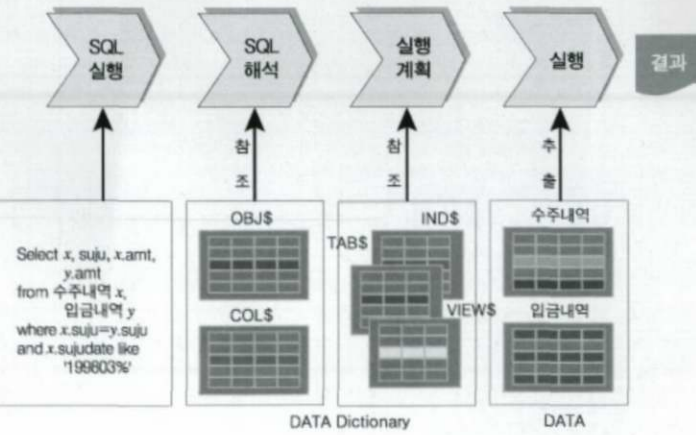 SQL
실행
SQL
해석
실행
계획
실행
결과
참
조
참
조
추
출
Select x, suju, x.amt,
y.amt
from 수주내역 x,
입금내역 y
where x.suju=y.suju
and x.sujudate like
'199803%'
OBJ$
COL$
IND$
TAB$
VIEW$
수주내역
입금내역
DATA Dictionary
DATA